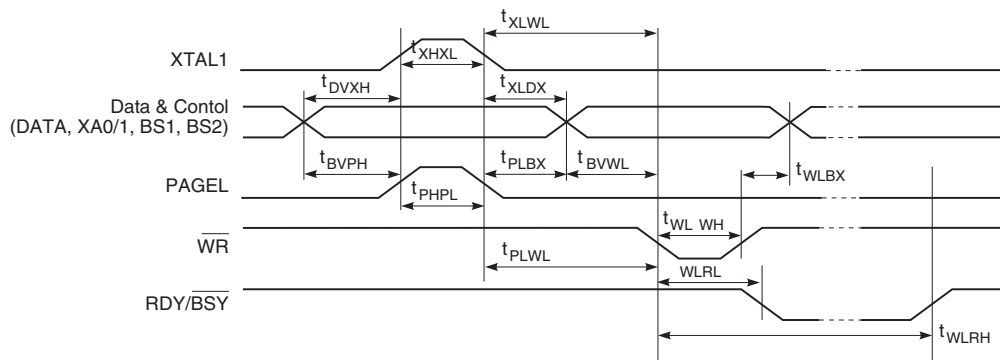 t_XLWL
XTAL1
t_XHXL
t_DVXH
t_XLDX
Data & Contol
(DATA, XA0/1, BS1, BS2)
t_BVPH
t_PLBX
t_BVWL
t_WLBX
PAGEL
t_PHPL
t_WL WH
WR
t_PLWL
WLRL
RDY/BSY
t_WLRH